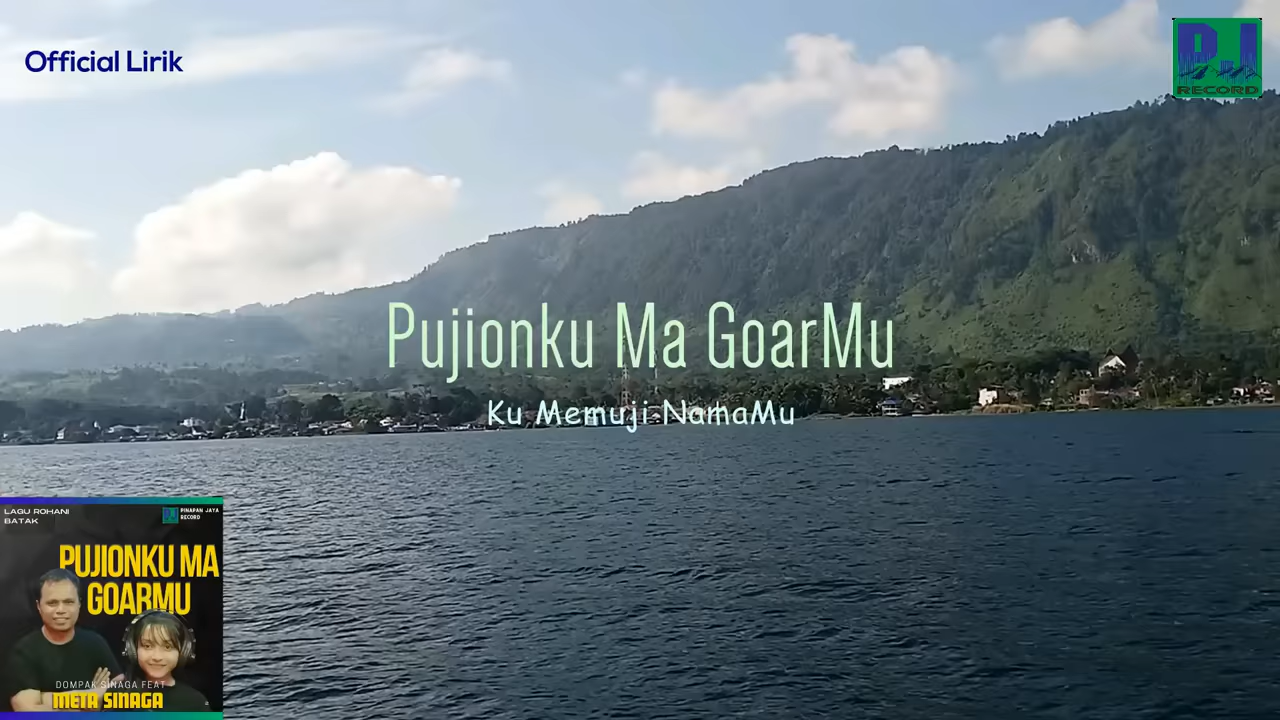 Official Lirik
PJ
RECORD
Pujionku Ma GoarMu
Ku Memuji NamaMu
LAGU ROHANI
BATAK
PINAPAN JAYA
RECORD
PUJIONKU MA
GOARMU
DOMPAK SINAGA FEAT
META SINAGA